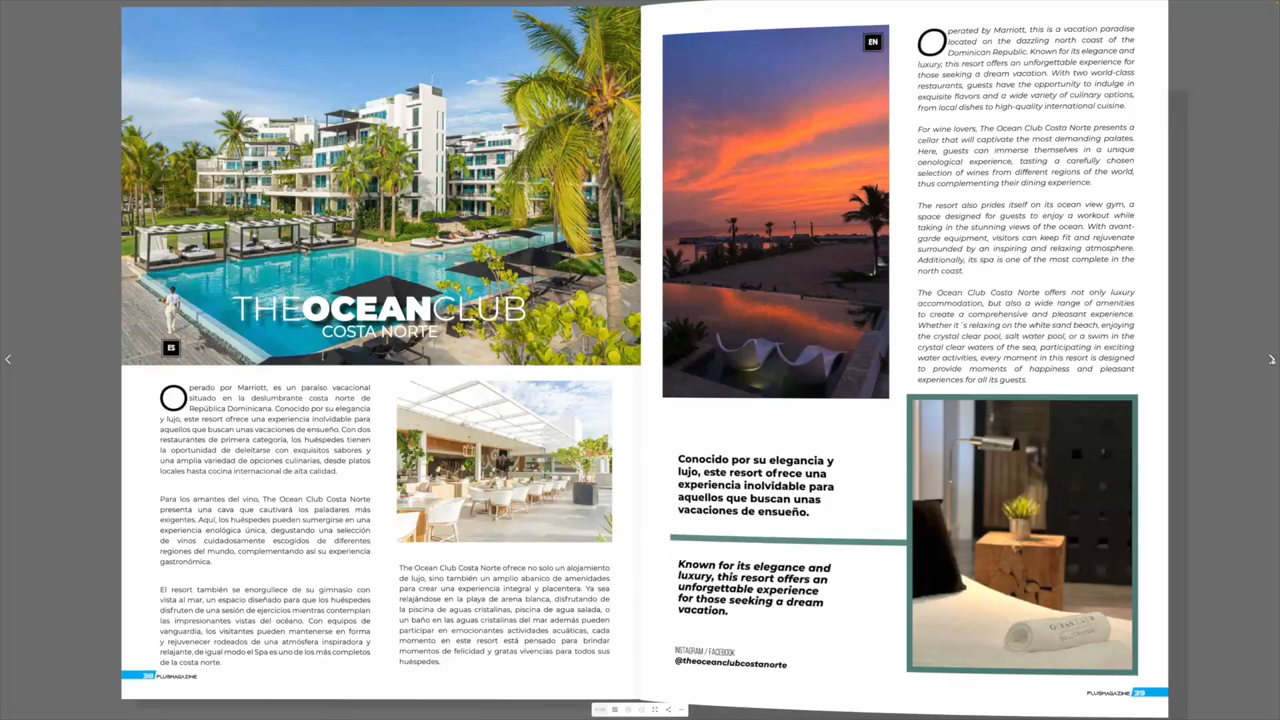 THEOCEANCLUB
COSTA NORTE
ES
Operado por Marriott, es un paraíso vacacional
situado en la deslumbrante costa norte de
República Dominicana. Conocido por su elegancia
y lujo, este resort ofrece una experiencia inolvidable para
aquellos que buscan unas vacaciones de ensueño. Con dos
restaurantes de primera categoría, los huéspedes tienen
la oportunidad de deleitarse con exquisitos sabores y
una amplia variedad de opciones culinarias, desde platos
locales hasta cocina internacional de alta calidad.
Para los amantes del vino, The Ocean Club Costa Norte
presenta una cava que cautivará los paladares más
exigentes. Aquí, los huéspedes pueden sumergirse en una
experiencia enológica única, degustando una selección
de vinos cuidadosamente escogidos de diferentes
regiones del mundo, complementando así su experiencia
gastronómica.
El resort también se enorgullece de su gimnasio con
vista al mar, un espacio diseñado para que los huéspedes
disfruten de una sesión de ejercicios mientras contemplan
las impresionantes vistas del océano. Con equipos de
vanguardia, los visitantes pueden mantenerse en forma
y rejuvenecer rodeados de una atmósfera inspiradora y
relajante, de igual modo el Spa es uno de los más completos
de la costa norte.
The Ocean Club Costa Norte ofrece no solo un alojamiento
de lujo, sino también un amplio abanico de amenidades
para crear una experiencia integral y placentera. Ya sea
relajándose en la playa de arena blanca, disfrutando de
la piscina de aguas cristalinas, piscina de agua salada, o
un baño en las aguas cristalinas del mar además pueden
participar en emocionantes actividades acuáticas, cada
momento en este resort está pensado para brindar
momentos de felicidad y gratas vivencias para todos sus
huéspedes.
38 PLUSMAGAZINE
EN
Operated by Marriott, this is a vacation paradise
located on the dazzling north coast of the
Dominican Republic. Known for its elegance and
luxury, this resort offers an unforgettable experience for
those seeking a dream vacation. With two world-class
restaurants, guests have the opportunity to indulge in
exquisite flavors and a wide variety of culinary options,
from local dishes to high-quality international cuisine.
For wine lovers, The Ocean Club Costa Norte presents a
cellar that will captivate the most demanding palates.
Here, guests can immerse themselves in a unique
oenological experience, tasting a carefully chosen
selection of wines from different regions of the world,
thus complementing their dining experience.
The resort also prides itself on its ocean view gym, a
space designed for guests to enjoy a workout while
taking in the stunning views of the ocean. With avant-
garde equipment, visitors can keep fit and rejuvenate
surrounded by an inspiring and relaxing atmosphere.
Additionally, its spa is one of the most complete in the
north coast.
The Ocean Club Costa Norte offers not only luxury
accommodation, but also a wide range of amenities
to create a comprehensive and pleasant experience.
Whether it´s relaxing on the white sand beach, enjoying
the crystal clear pool, salt water pool, or a swim in the
crystal clear waters of the sea, participating in exciting
water activities, every moment in this resort is designed
to provide moments of happiness and pleasant
experiences for all its guests.
Conocido por su elegancia y
lujo, este resort ofrece una
experiencia inolvidable para
aquellos que buscan unas
vacaciones de ensueño.
Known for its elegance and
luxury, this resort offers an
unforgettable experience
for those seeking a dream
vacation.
INSTAGRAM / FACEBOOK
@theoceanclubcostanorte
OCEAN CLUB
PLUSMAGAZINE 39